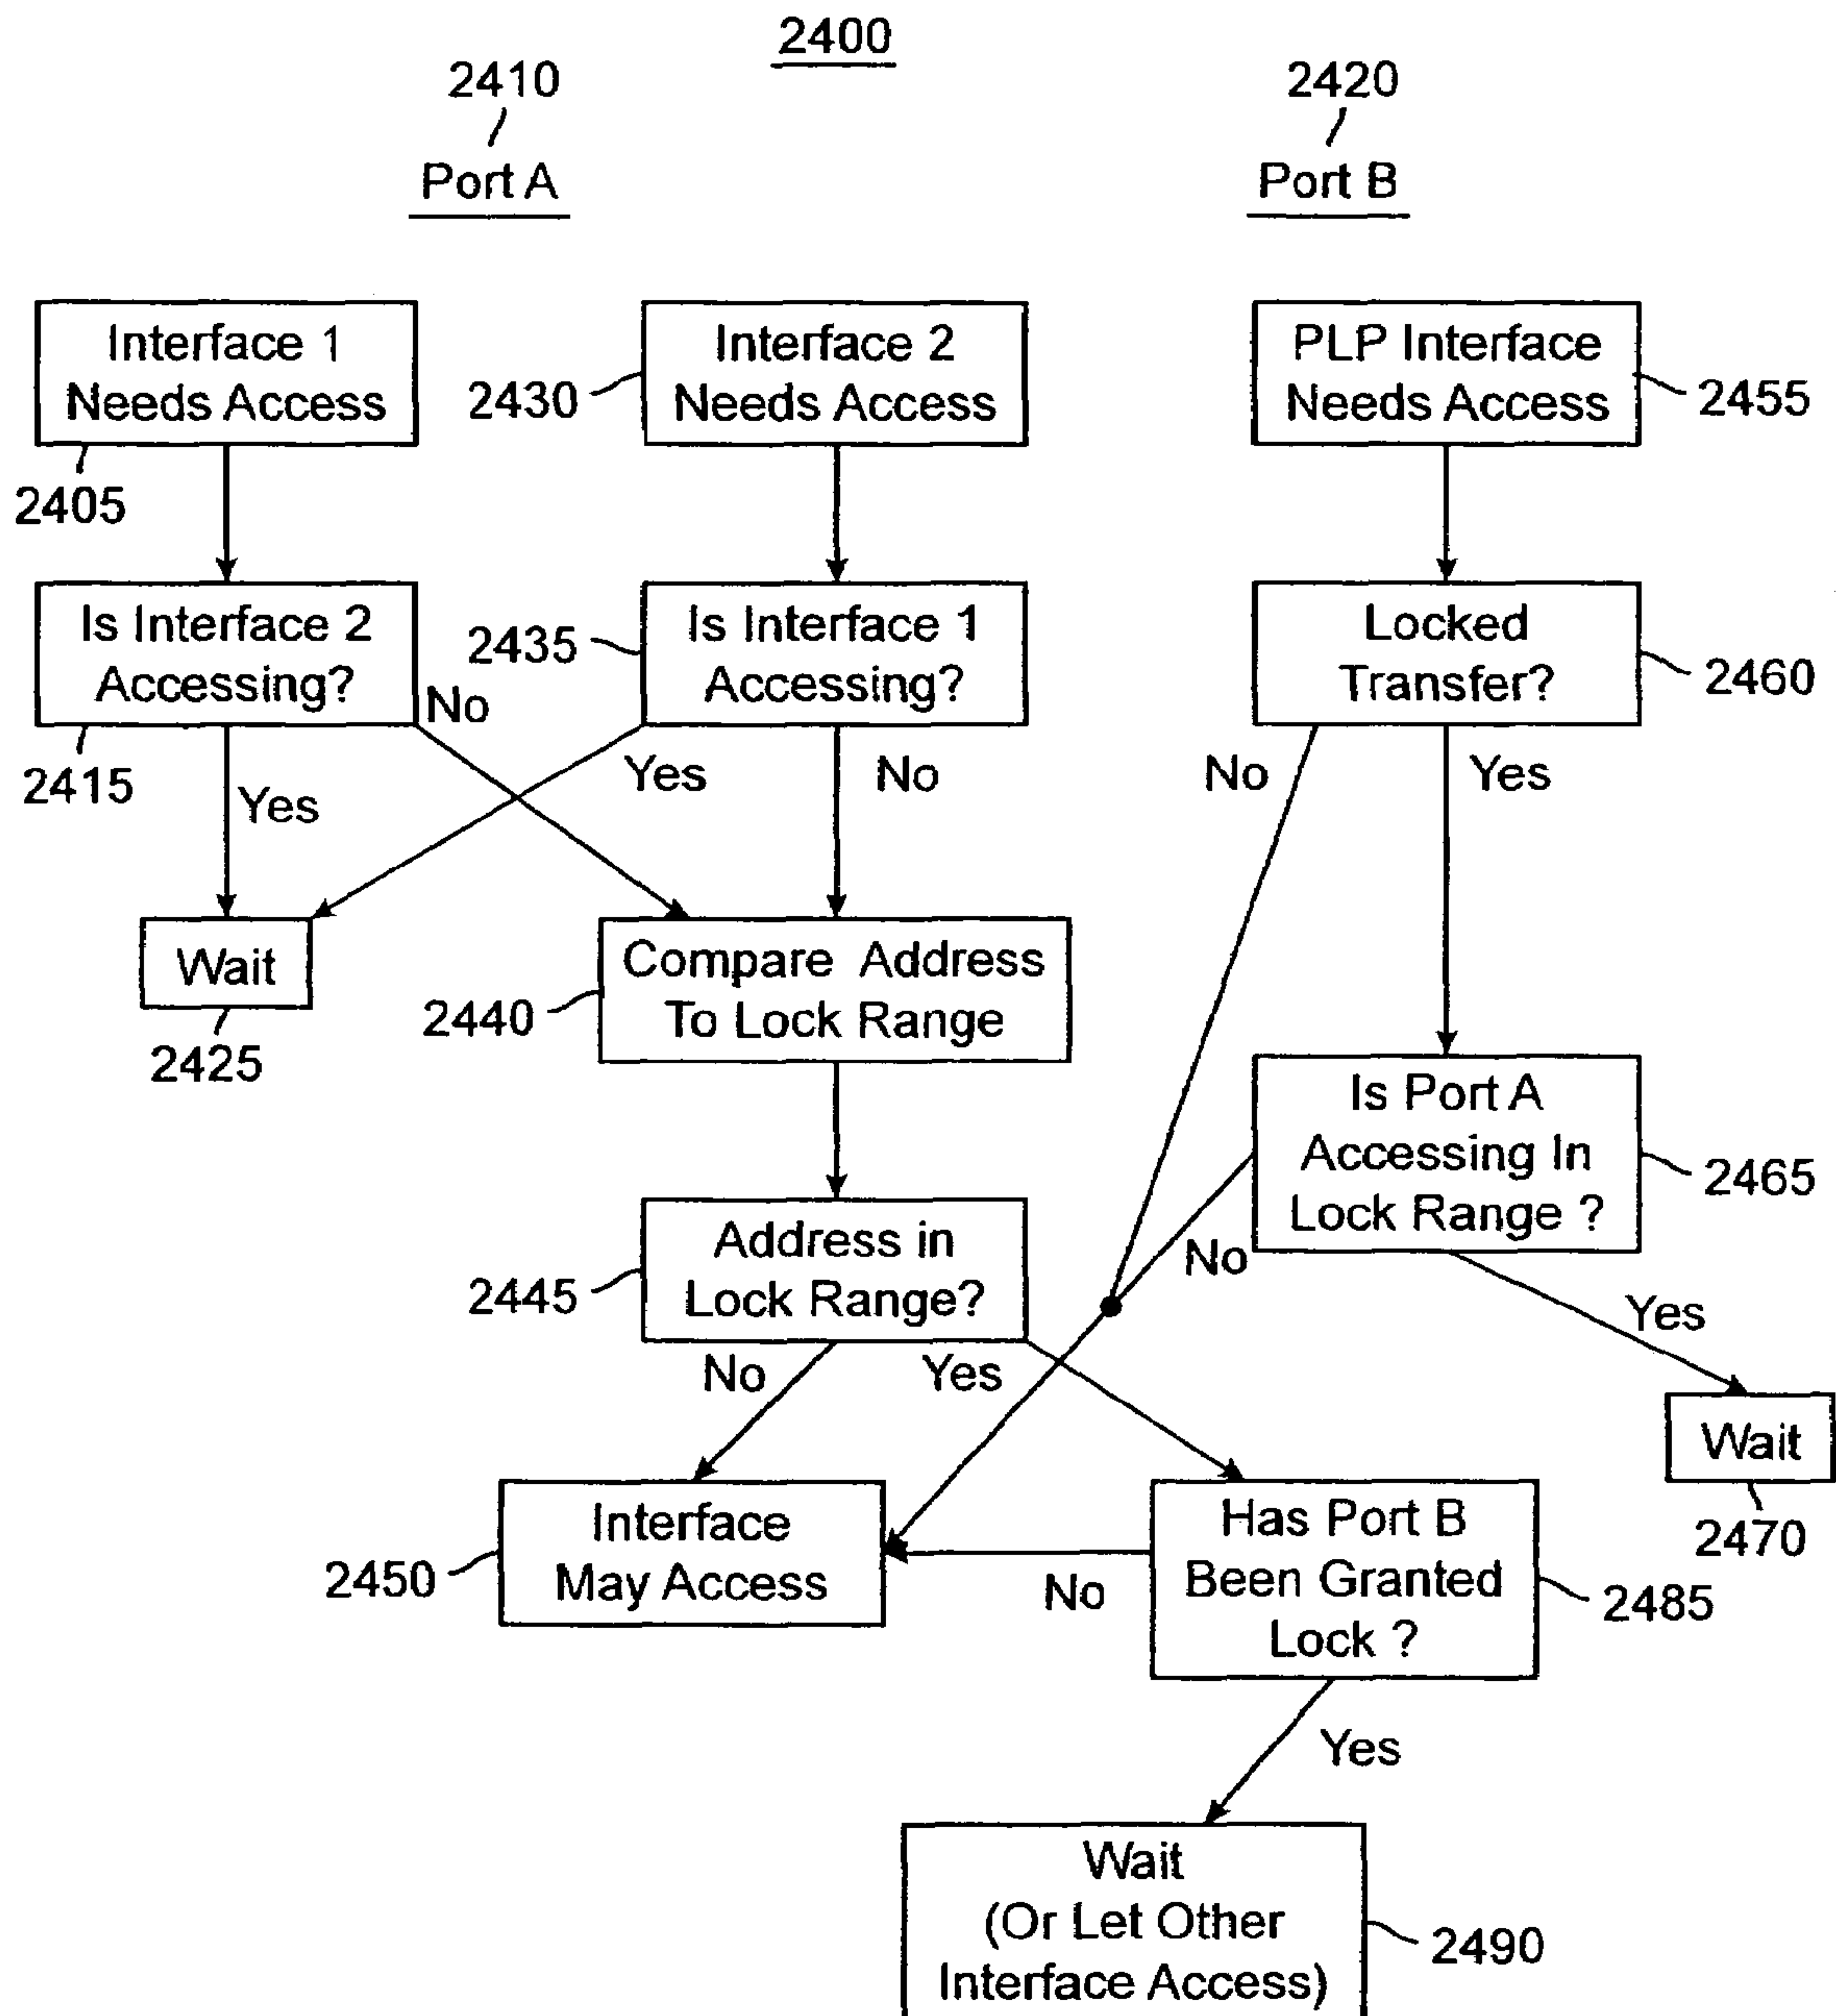 2400
2410
2420
Port A
Port B
Interface 1
Needs Access
2405
2430
Interface 2
Needs Access
PLP Interface
Needs Access
2455
Is Interface 2
Accessing?
2415
No
Yes
2435
Is Interface 1
Accessing?
Yes
No
Locked
Transfer?
2460
No
Yes
Wait
2425
2440
Compare Address
To Lock Range
Is Port A
Accessing In
Lock Range ?
2465
No
Yes
2445
Address in
Lock Range?
No
Yes
Wait
2470
2450
Interface
May Access
No
Has Port B
Been Granted
Lock ?
2485
Yes
Wait
(Or Let Other
Interface Access)
2490